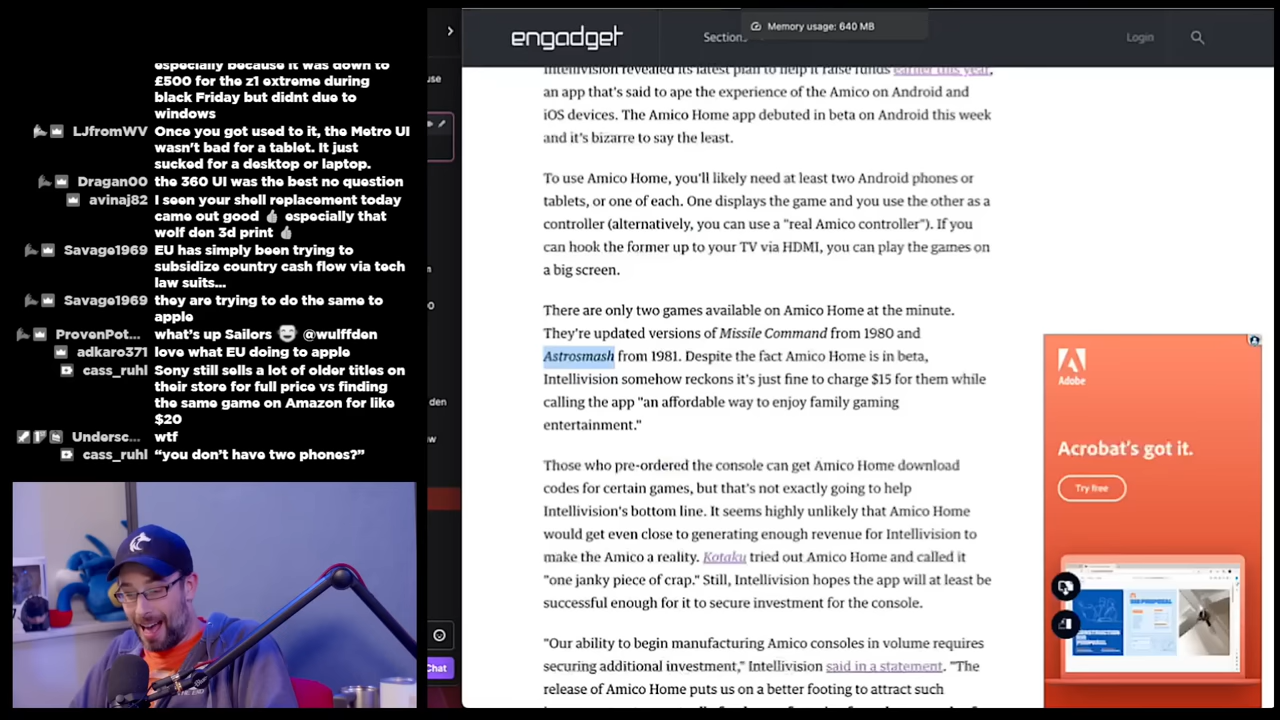 especially because it was down to
£500 for the z1 extreme during
black Friday but didnt due to
windows
LJfromWV Once you got used to it, the Metro UI
wasn't bad for a tablet. It just
sucked for a desktop or laptop.
Dragan00 the 360 UI was the best no question
avinaj82 I seen your shell replacement today
came out good 👍 especially that
wolf den 3d print 👍
Savage1969 EU has simply been trying to
subsidize country cash flow via tech
law suits...
Savage1969 they are trying to do the same to
apple
ProvenPot... what's up Sailors @wulffden
adkaro371 love what EU doing to apple
cass_ruhl Sony still sells a lot of older titles on
their store for full price vs finding
the same game on Amazon for like
$20
Undersc... wtf
cass_ruhl “you don’t have two phones?”
use
den
Chat
engadget
Sections
Memory usage: 640 MB
Login
Intellivision revealed its latest plan to help it raise funds earlier this year,
an app that's said to ape the experience of the Amico on Android and
iOS devices. The Amico Home app debuted in beta on Android this week
and it's bizarre to say the least.
To use Amico Home, you'll likely need at least two Android phones or
tablets, or one of each. One displays the game and you use the other as a
controller (alternatively, you can use a "real Amico controller"). If you
can hook the former up to your TV via HDMI, you can play the games on
a big screen.
There are only two games available on Amico Home at the minute.
They're updated versions of Missile Command from 1980 and
Astrosmash from 1981. Despite the fact Amico Home is in beta,
Intellivision somehow reckons it's just fine to charge $15 for them while
calling the app "an affordable way to enjoy family gaming
entertainment."
Those who pre-ordered the console can get Amico Home download
codes for certain games, but that's not exactly going to help
Intellivision's bottom line. It seems highly unlikely that Amico Home
would get even close to generating enough revenue for Intellivision to
make the Amico a reality. Kotaku tried out Amico Home and called it
"one janky piece of crap." Still, Intellivision hopes the app will at least be
successful enough for it to secure investment for the console.
"Our ability to begin manufacturing Amico consoles in volume requires
securing additional investment," Intellivision said in a statement. "The
release of Amico Home puts us on a better footing to attract such
Adobe
Acrobat's got it.
Try free